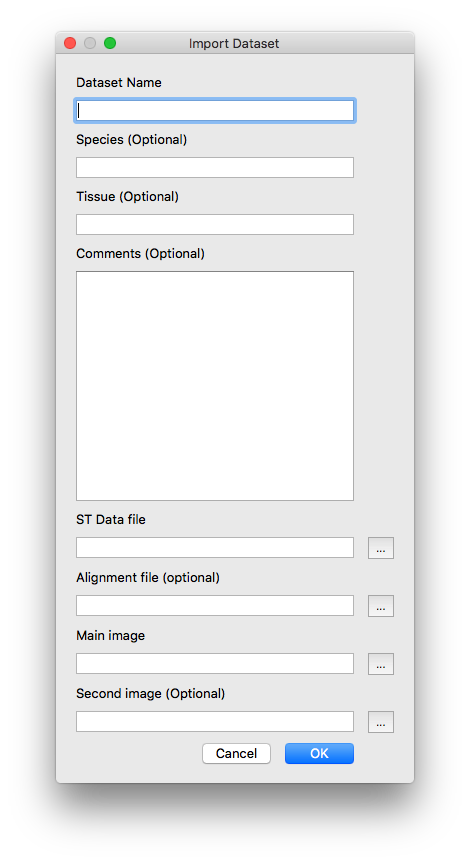 Import Dataset
Dataset Name
Species (Optional)
Tissue (Optional)
Comments (Optional)
ST Data file
...
Alignment file (optional)
...
Main image
...
Second image (Optional)
...
Cancel OK